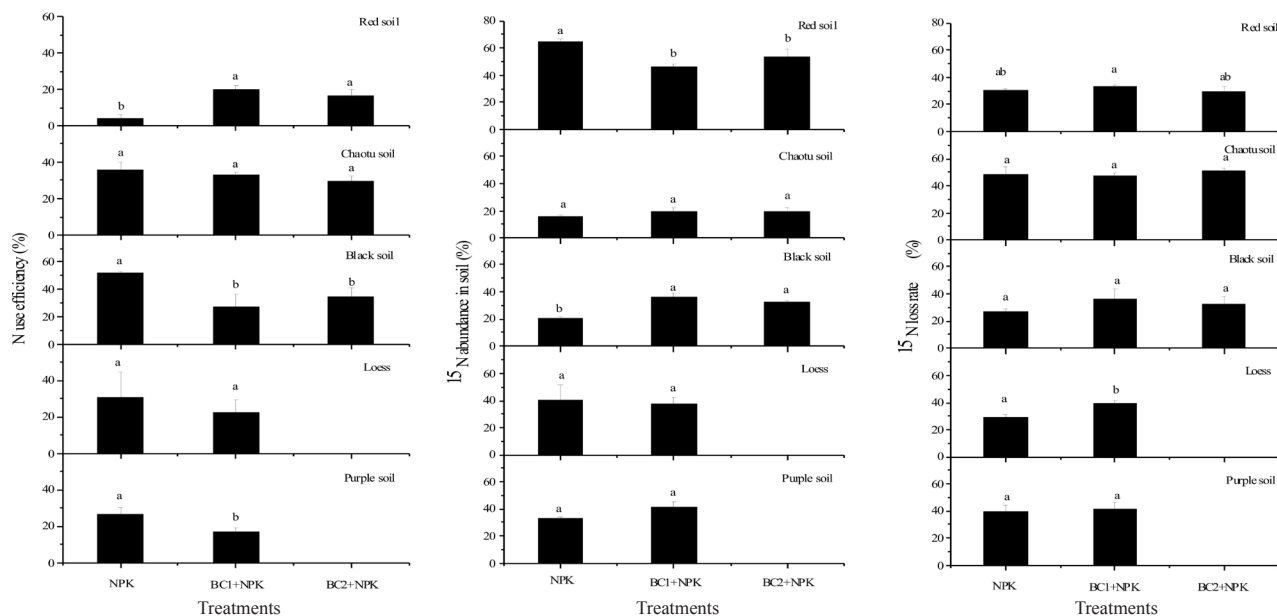 N use efficiency (%)
60
40
20
0
Red soil
b
a
a
40
20
0
Chaotu soil
a
a
a
60
40
20
0
Black soil
a
b
b
40
20
0
Loess
a
a
40
20
0
Purple soil
a
b
NPK
BC1+NPK
BC2+NPK
Treatments
15 N abundance in soil (%)
80
60
40
20
0
Red soil
a
b
b
60
40
20
0
Chaotu soil
a
a
a
60
40
20
0
Black soil
b
a
a
60
40
20
0
Loess
a
a
60
40
20
0
Purple soil
a
a
NPK
BC1+NPK
BC2+NPK
Treatments
15 N loss rate (%)
80
60
40
20
0
Red soil
ab
a
ab
60
40
20
0
Chaotu soil
a
a
a
60
40
20
0
Black soil
a
a
a
60
40
20
0
Loess
a
b
60
40
20
0
Purple soil
a
a
NPK
BC1+NPK
BC2+NPK
Treatments